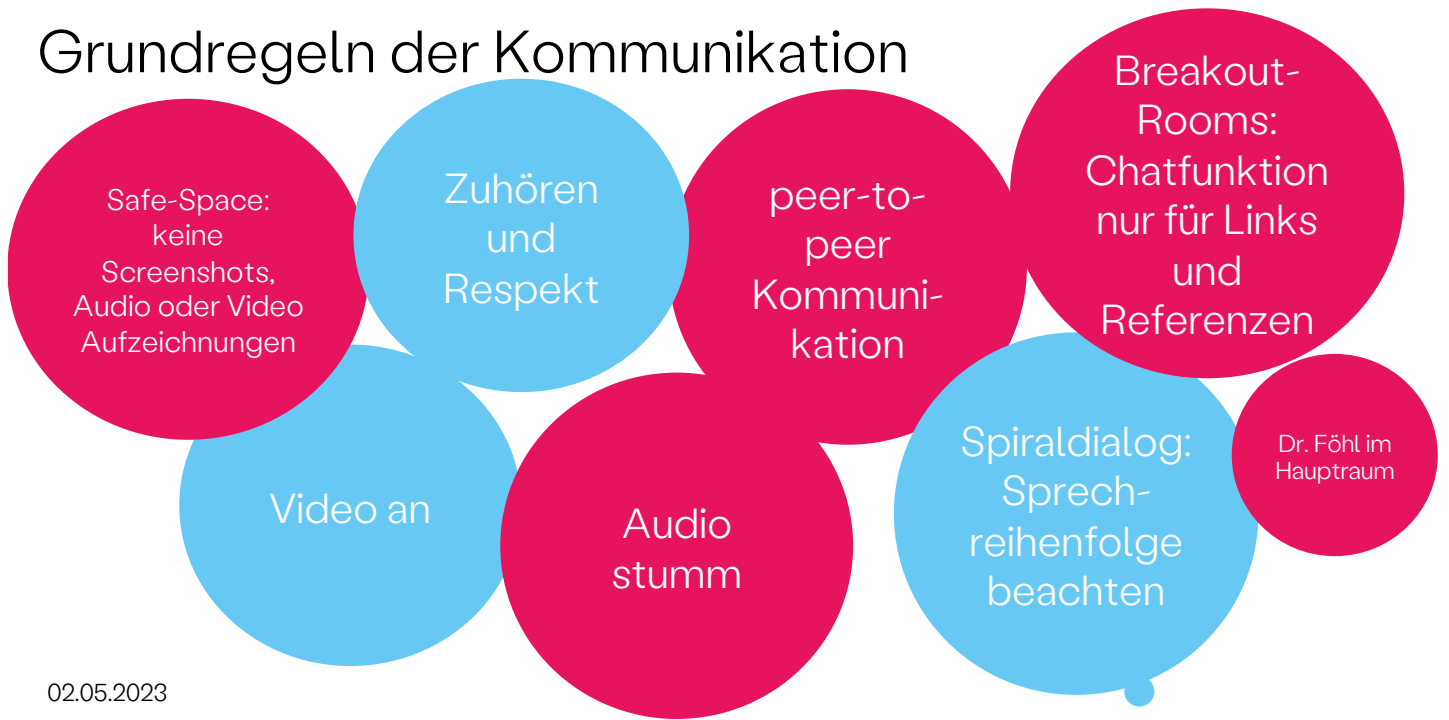 Grundregeln der Kommunikation
Safe-Space:
keine
Screenshots,
Audio oder Video
Aufzeichnungen
Zuhören
und
Respekt
peer-to-
peer
Kommuni-
kation
Breakout-
Rooms:
Chatfunktion
nur für Links
und
Referenzen
Video an
Audio
stumm
Spiraldialog:
Sprech-
reihenfolge
beachten
Dr. Föhl im
Hauptraum
02.05.2023